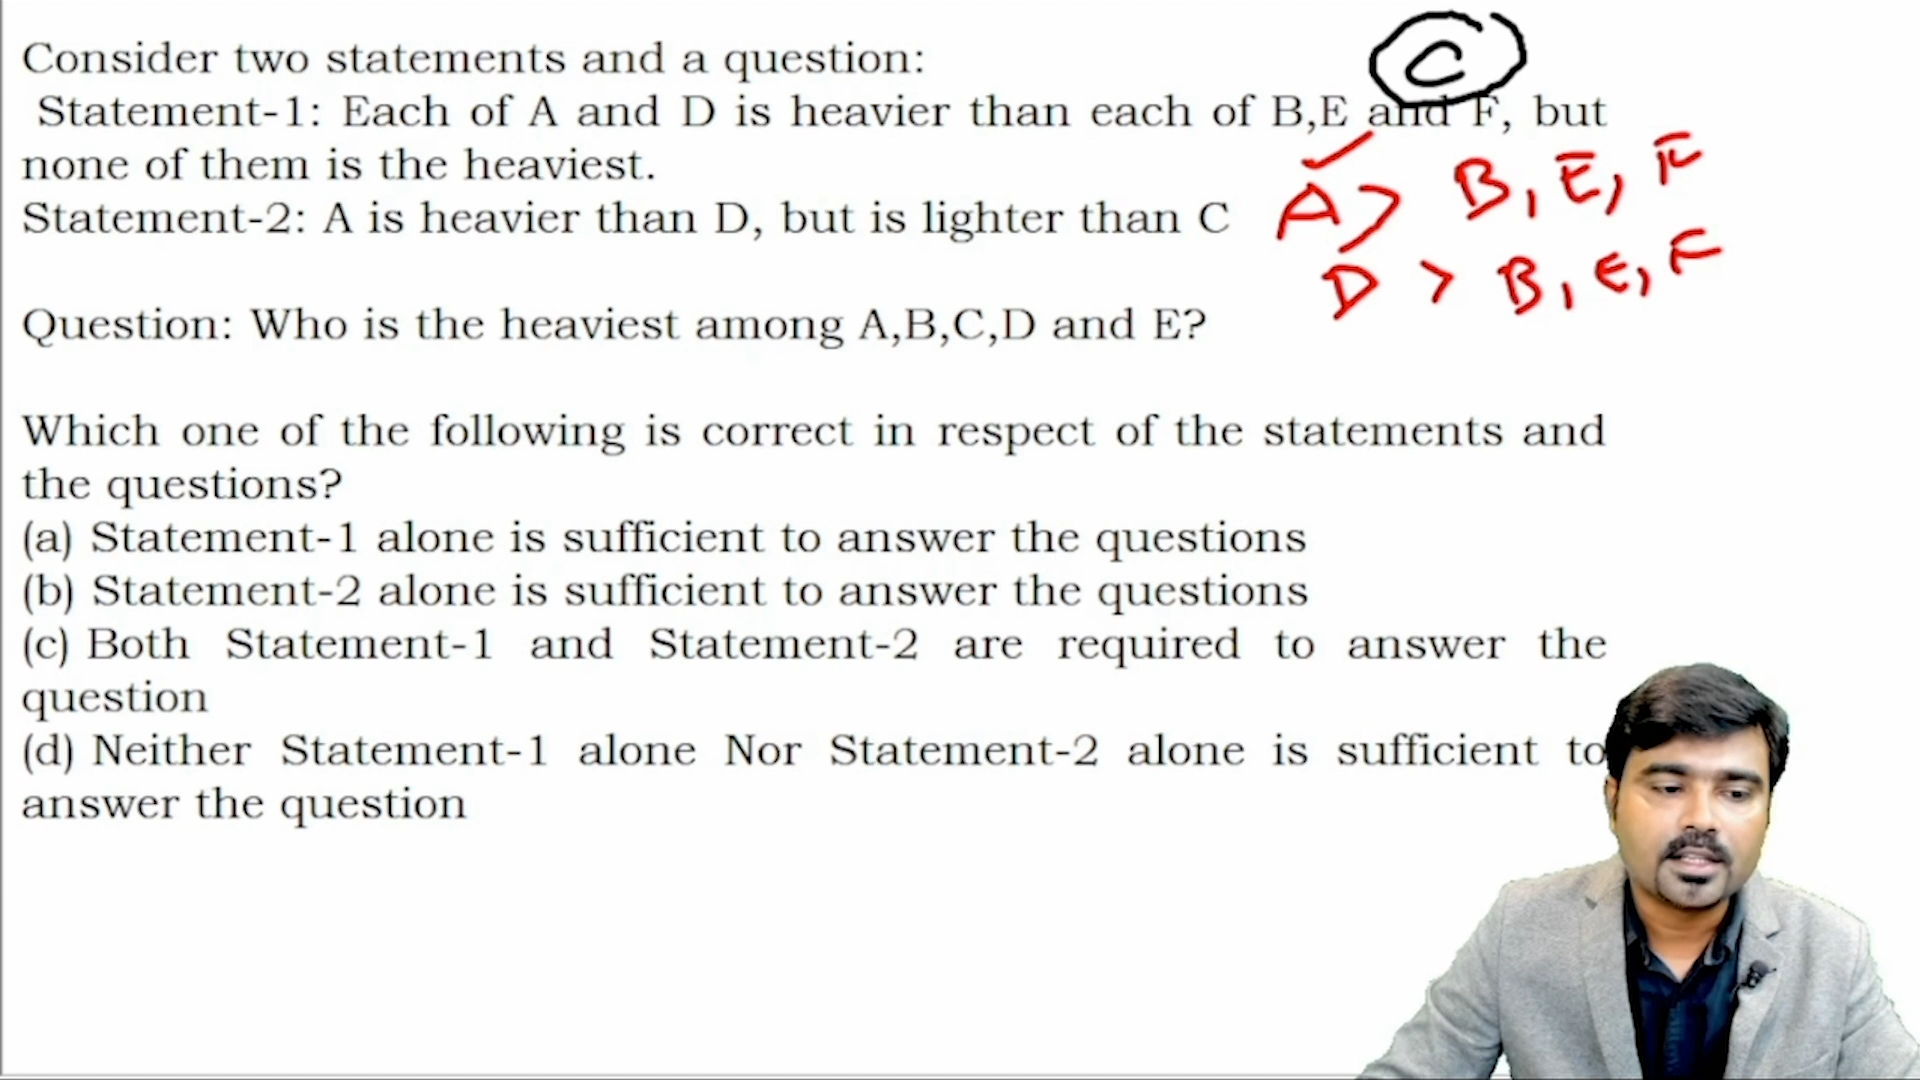 Consider two statements and a question:
C
Statement-1: Each of A and D is heavier than each of B,E and F, but
none of them is the heaviest.
A > B, E, F
Statement-2: A is heavier than D, but is lighter than C
D > B, E, F
Question: Who is the heaviest among A,B,C,D and E?
Which one of the following is correct in respect of the statements and
the questions?
(a) Statement-1 alone is sufficient to answer the questions
(b) Statement-2 alone is sufficient to answer the questions
(c) Both Statement-1 and Statement-2 are required to answer the
question
(d) Neither Statement-1 alone Nor Statement-2 alone is sufficient to
answer the question